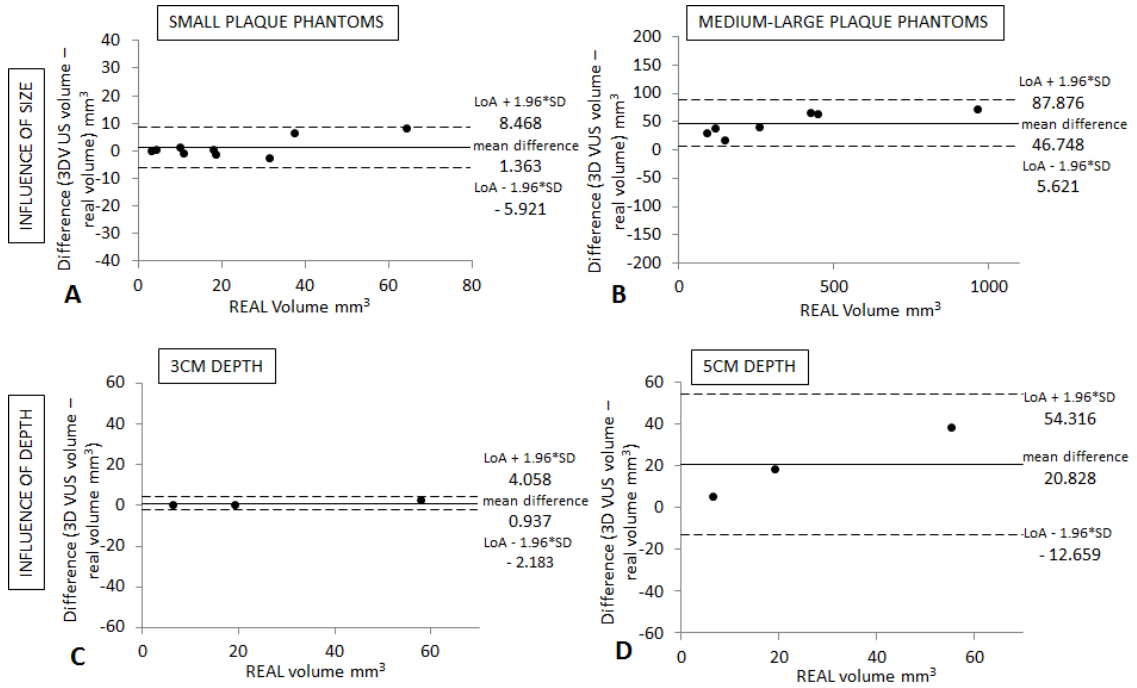 SMALL PLAQUE PHANTOMS
INFLUENCE OF SIZE
Difference (3DV US volume –
real volume) mm³
40
30
20
10
0
-10
-20
-30
-40
0
20
40
60
80
REAL Volume mm³
LoA + 1.96*SD
8.468
mean difference
1.363
LoA - 1.96*SD
- 5.921
A
MEDIUM-LARGE PLAQUE PHANTOMS
Difference (3D VUS volume –
real volume) mm³
200
150
100
50
0
-50
-100
-150
-200
0
500
1000
REAL Volume mm³
LoA + 1.96*SD
87.876
mean difference
46.748
LoA - 1.96*SD
5.621
B
3CM DEPTH
INFLUENCE OF DEPTH
Difference (3D VUS volume –
real volume mm³)
60
40
20
0
-20
-40
-60
0
20
40
60
REAL volume mm³
LoA + 1.96*SD
4.058
mean difference
0.937
LoA - 1.96*SD
- 2.183
C
5CM DEPTH
Difference (3D VUS volume –
real volume mm³)
60
40
20
0
-20
-40
-60
0
20
40
60
REAL volume mm³
LoA + 1.96*SD
54.316
mean difference
20.828
LoA - 1.96*SD
- 12.659
D